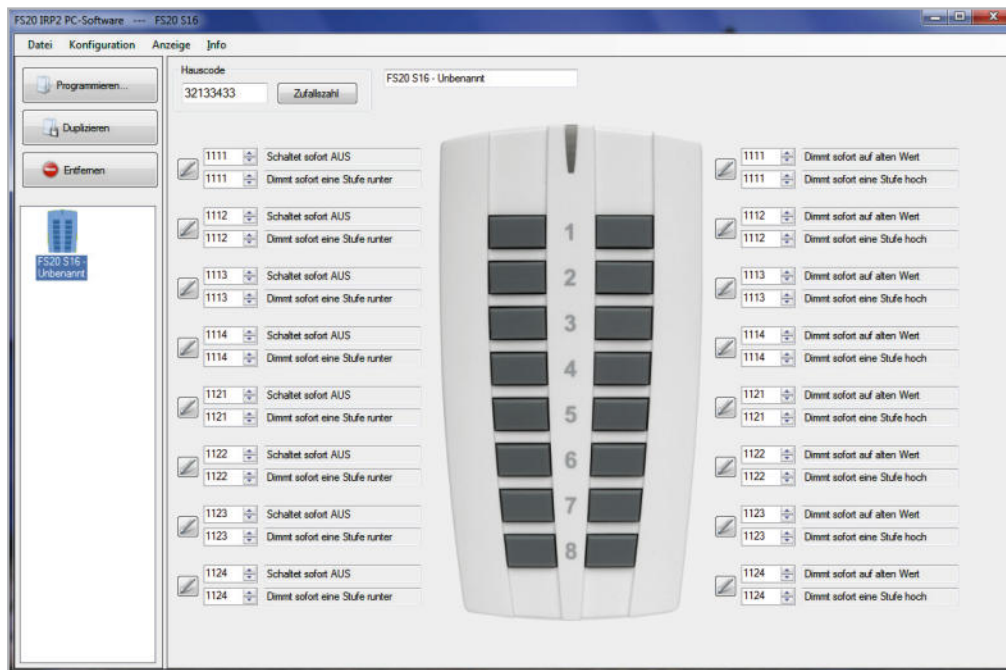 FS20 IRP2 PC-Software --- FS20 S16
Datei Konfiguration Anzeige Info
Programmieren...
Duplizieren
Entfernen
FS20 S16 -
Unbenannt
Hauscode
32133433 Zufallszahl
FS20 S16 - Unbenannt
1111 Schaltet sofort AUS
1111 Dimmt sofort eine Stufe runter
1112 Schaltet sofort AUS
1112 Dimmt sofort eine Stufe runter
1113 Schaltet sofort AUS
1113 Dimmt sofort eine Stufe runter
1114 Schaltet sofort AUS
1114 Dimmt sofort eine Stufe runter
1121 Schaltet sofort AUS
1121 Dimmt sofort eine Stufe runter
1122 Schaltet sofort AUS
1122 Dimmt sofort eine Stufe runter
1123 Schaltet sofort AUS
1123 Dimmt sofort eine Stufe runter
1124 Schaltet sofort AUS
1124 Dimmt sofort eine Stufe runter
1
2
3
4
5
6
7
8
1111 Dimmt sofort auf alten Wert
1111 Dimmt sofort eine Stufe hoch
1112 Dimmt sofort auf alten Wert
1112 Dimmt sofort eine Stufe hoch
1113 Dimmt sofort auf alten Wert
1113 Dimmt sofort eine Stufe hoch
1114 Dimmt sofort auf alten Wert
1114 Dimmt sofort eine Stufe hoch
1121 Dimmt sofort auf alten Wert
1121 Dimmt sofort eine Stufe hoch
1122 Dimmt sofort auf alten Wert
1122 Dimmt sofort eine Stufe hoch
1123 Dimmt sofort auf alten Wert
1123 Dimmt sofort eine Stufe hoch
1124 Dimmt sofort auf alten Wert
1124 Dimmt sofort eine Stufe hoch